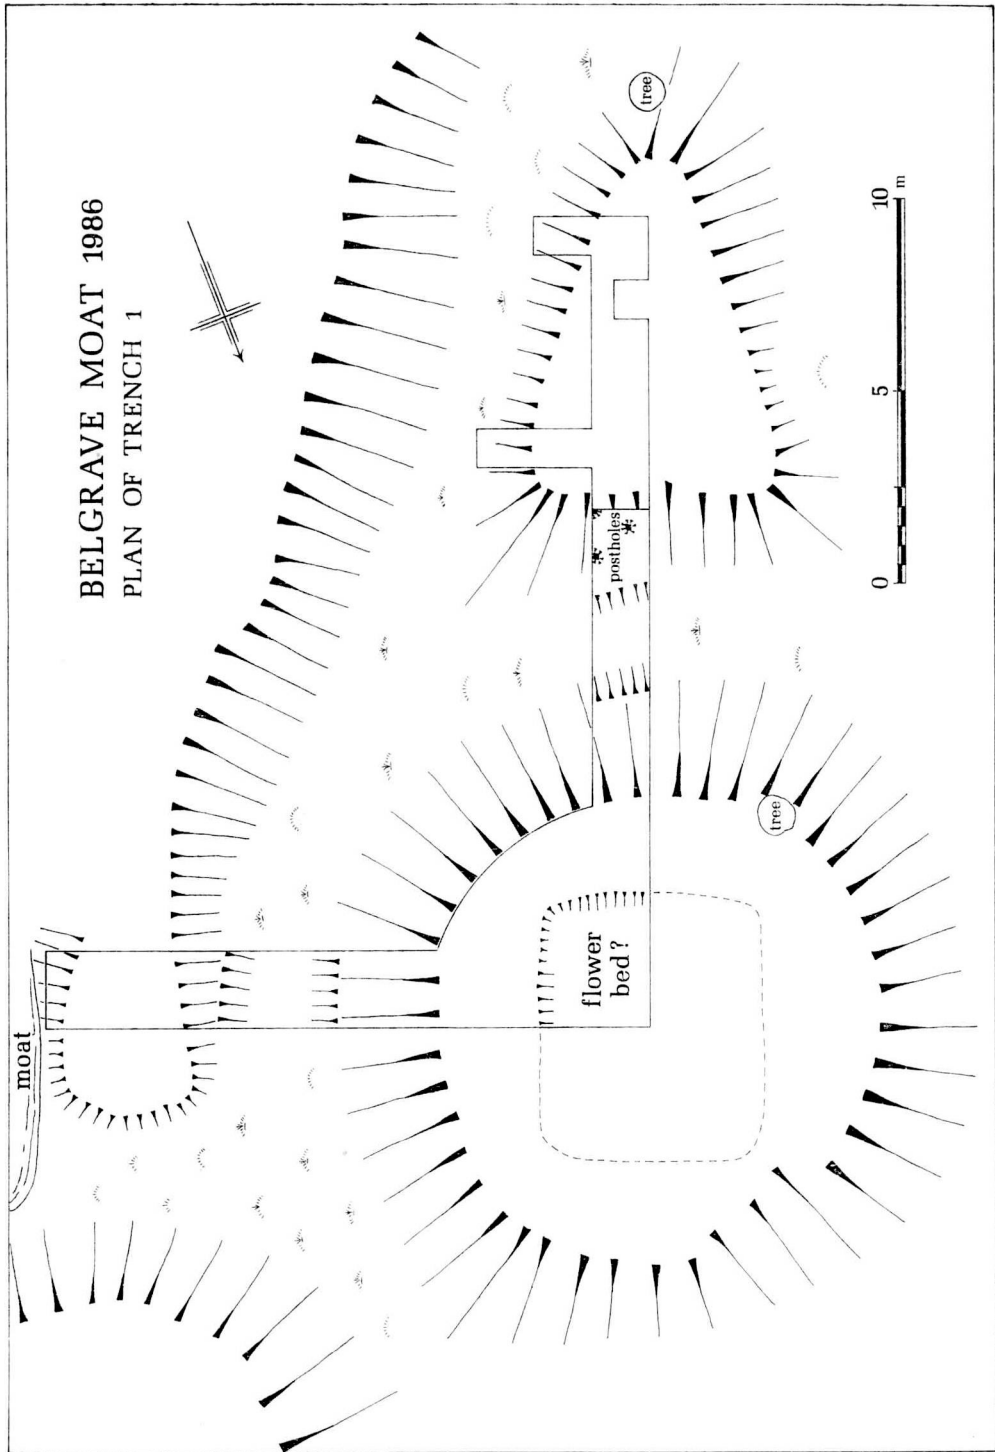 BELGRAVE MOAT 1986
PLAN OF TRENCH 1
moat
flower
bed?
postholes
tree
tree
0
5
10
m